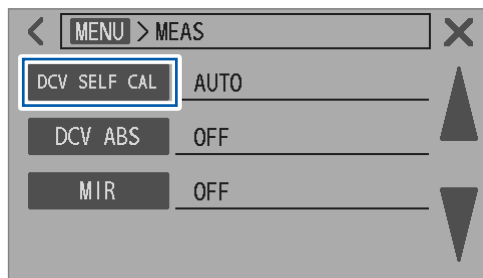 MENU > MEAS
DCV SELF CAL AUTO
DCV ABS OFF
MIR OFF